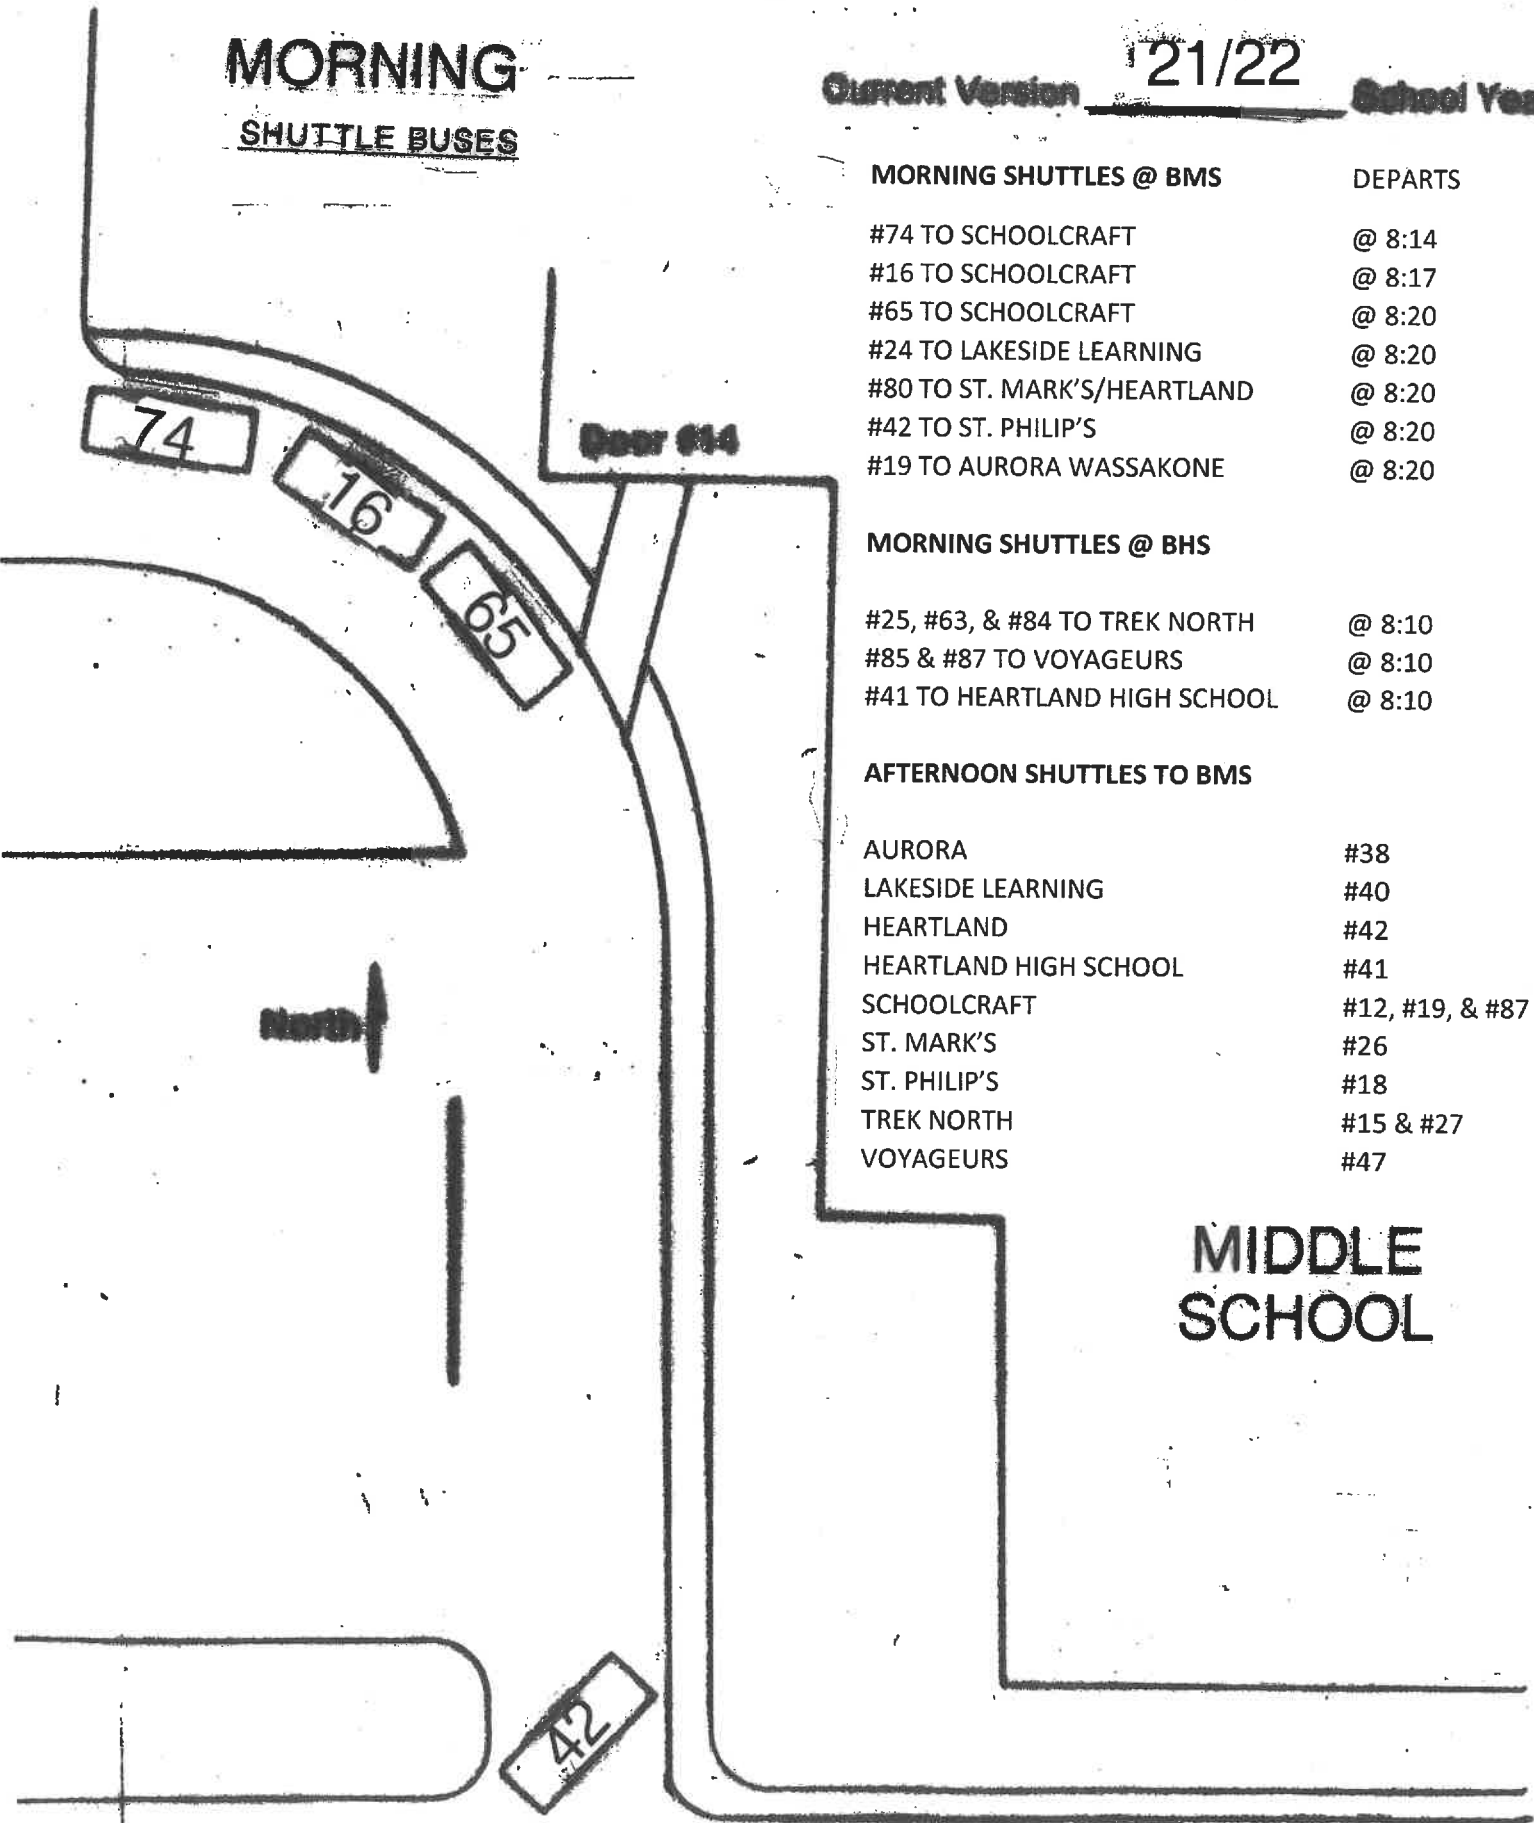 MORNING
SHUTTLE BUSES
Current Version '21/22 School Yea
MORNING SHUTTLES @ BMS DEPARTS
#74 TO SCHOOLCRAFT @ 8:14
#16 TO SCHOOLCRAFT @ 8:17
#65 TO SCHOOLCRAFT @ 8:20
#24 TO LAKESIDE LEARNING @ 8:20
#80 TO ST. MARK'S/HEARTLAND @ 8:20
#42 TO ST. PHILIP'S @ 8:20
#19 TO AURORA WASSAKONE @ 8:20
MORNING SHUTTLES @ BHS
#25, #63, & #84 TO TREK NORTH @ 8:10
#85 & #87 TO VOYAGEURS @ 8:10
#41 TO HEARTLAND HIGH SCHOOL @ 8:10
AFTERNOON SHUTTLES TO BMS
AURORA #38
LAKESIDE LEARNING #40
HEARTLAND #42
HEARTLAND HIGH SCHOOL #41
SCHOOLCRAFT #12, #19, & #87
ST. MARK'S #26
ST. PHILIP'S #18
TREK NORTH #15 & #27
VOYAGEURS #47
74
16
65
Door #14
North
MIDDLE
SCHOOL
42